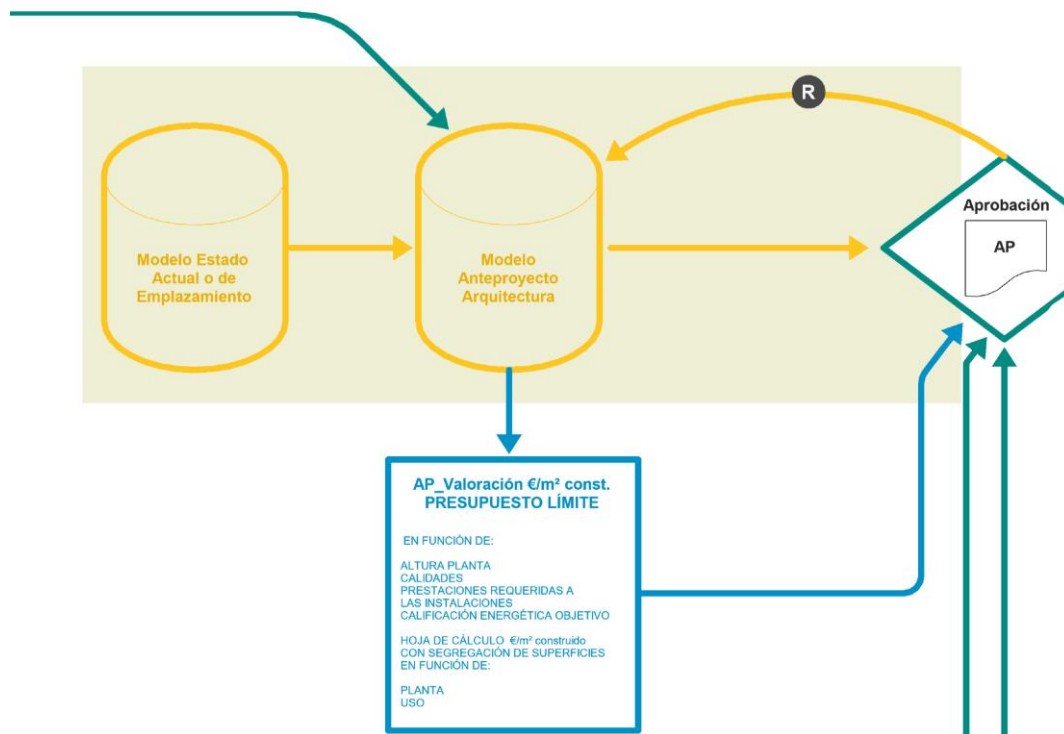 R
Modelo Estado
Actual o de
Emplazamiento
Modelo
Anteproyecto
Arquitectura
Aprobación
AP
AP_Valoración €/m² const.
PRESUPUESTO LÍMITE
EN FUNCIÓN DE:
ALTURA PLANTA
CALIDADES
PRESTACIONES REQUERIDAS A
LAS INSTALACIONES
CALIFICACIÓN ENERGÉTICA OBJETIVO
HOJA DE CÁLCULO €/m² construido
CON SEGREGACIÓN DE SUPERFICIES
EN FUNCIÓN DE:
PLANTA
USO